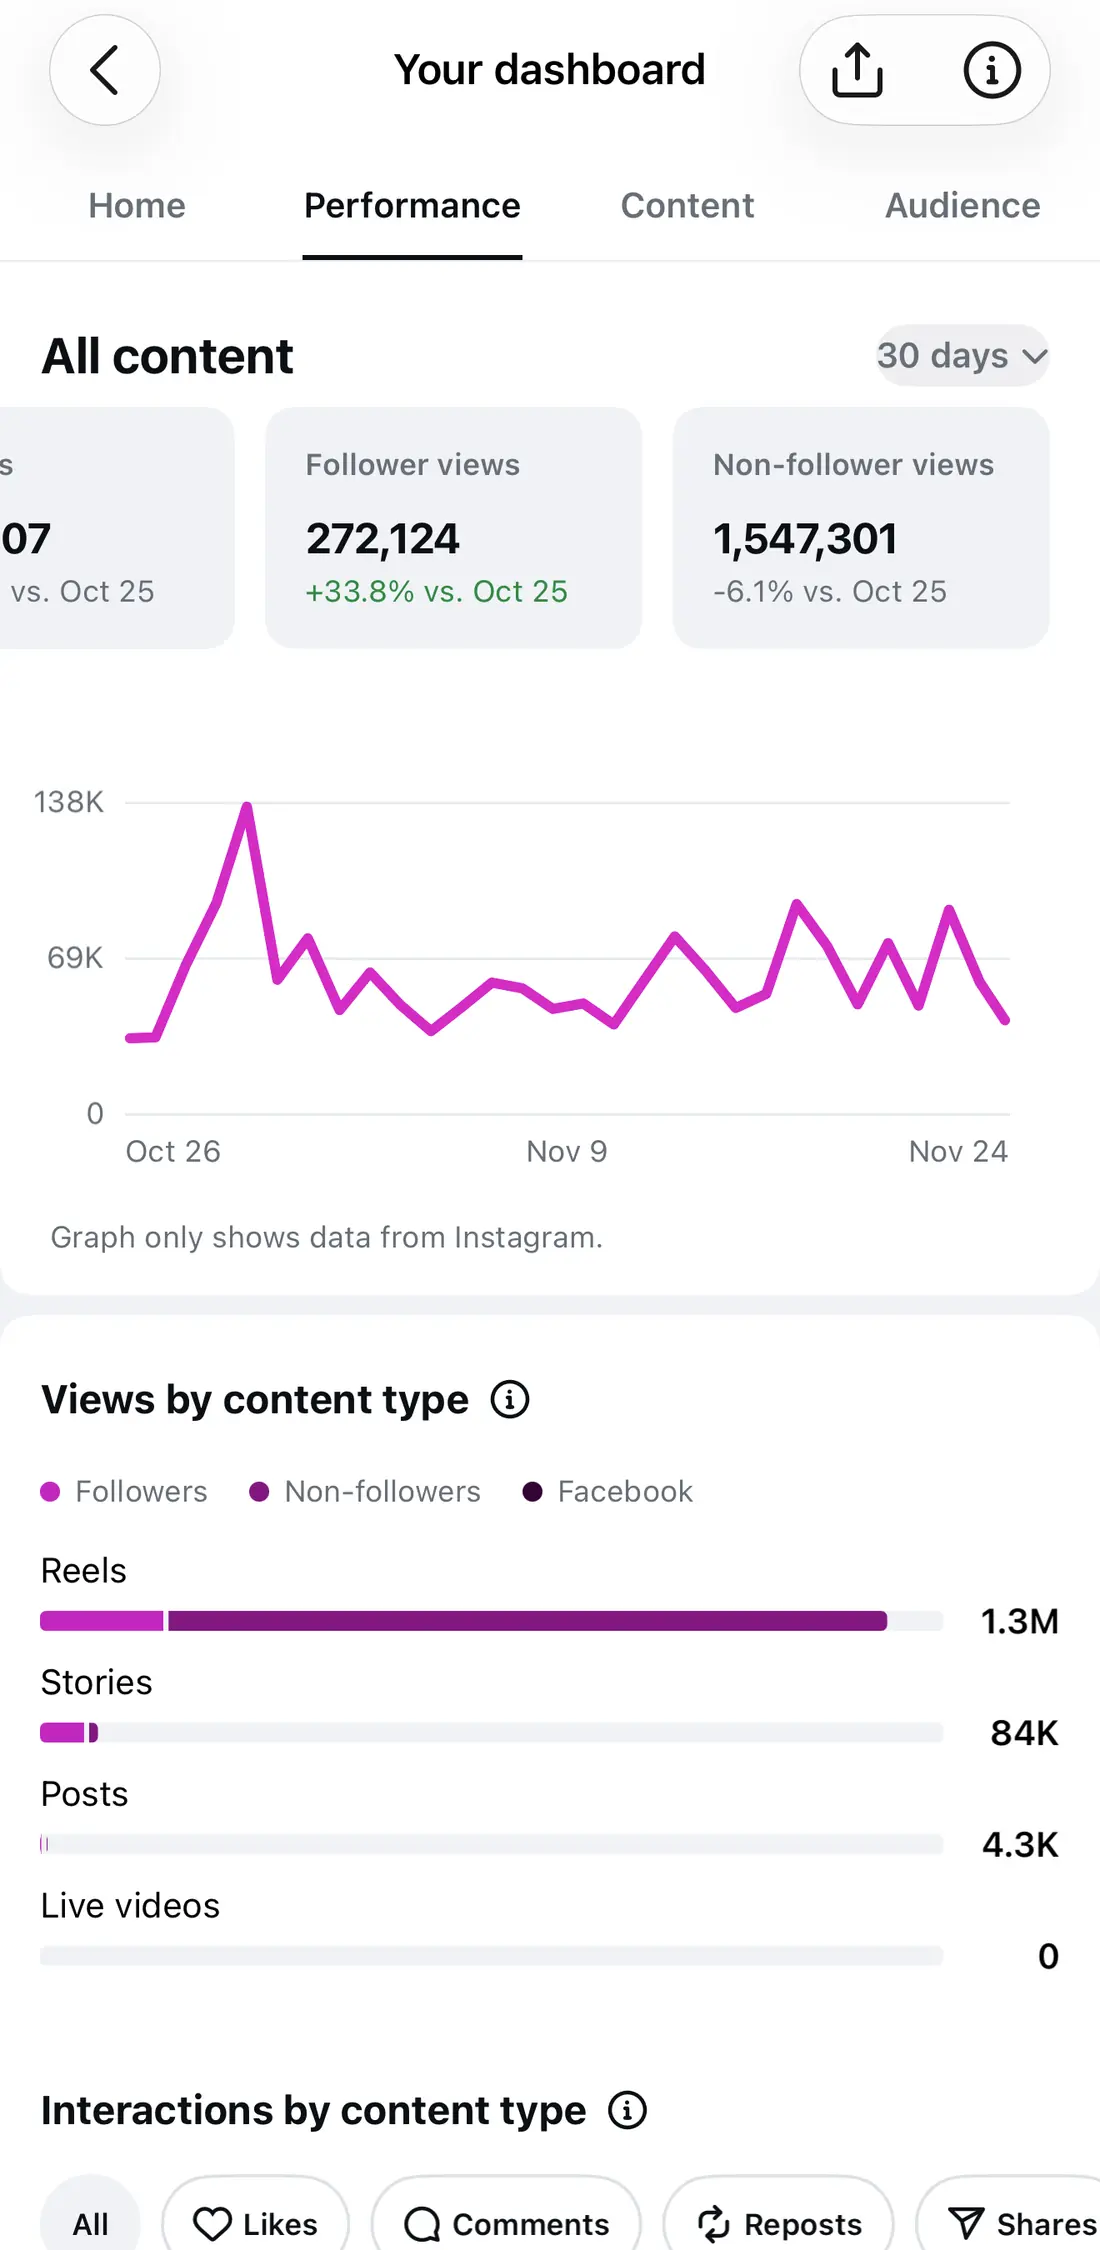 Your dashboard
Home Performance Content Audience
All content 30 days
s Follower views Non-follower views
07 272,124 1,547,301
vs. Oct 25 +33.8% vs. Oct 25 -6.1% vs. Oct 25
138K
69K
0
Oct 26 Nov 9 Nov 24
Graph only shows data from Instagram.
Views by content type
Followers Non-followers Facebook
Reels
1.3M
Stories
84K
Posts
4.3K
Live videos
0
Interactions by content type
All Likes Comments Reposts Shares